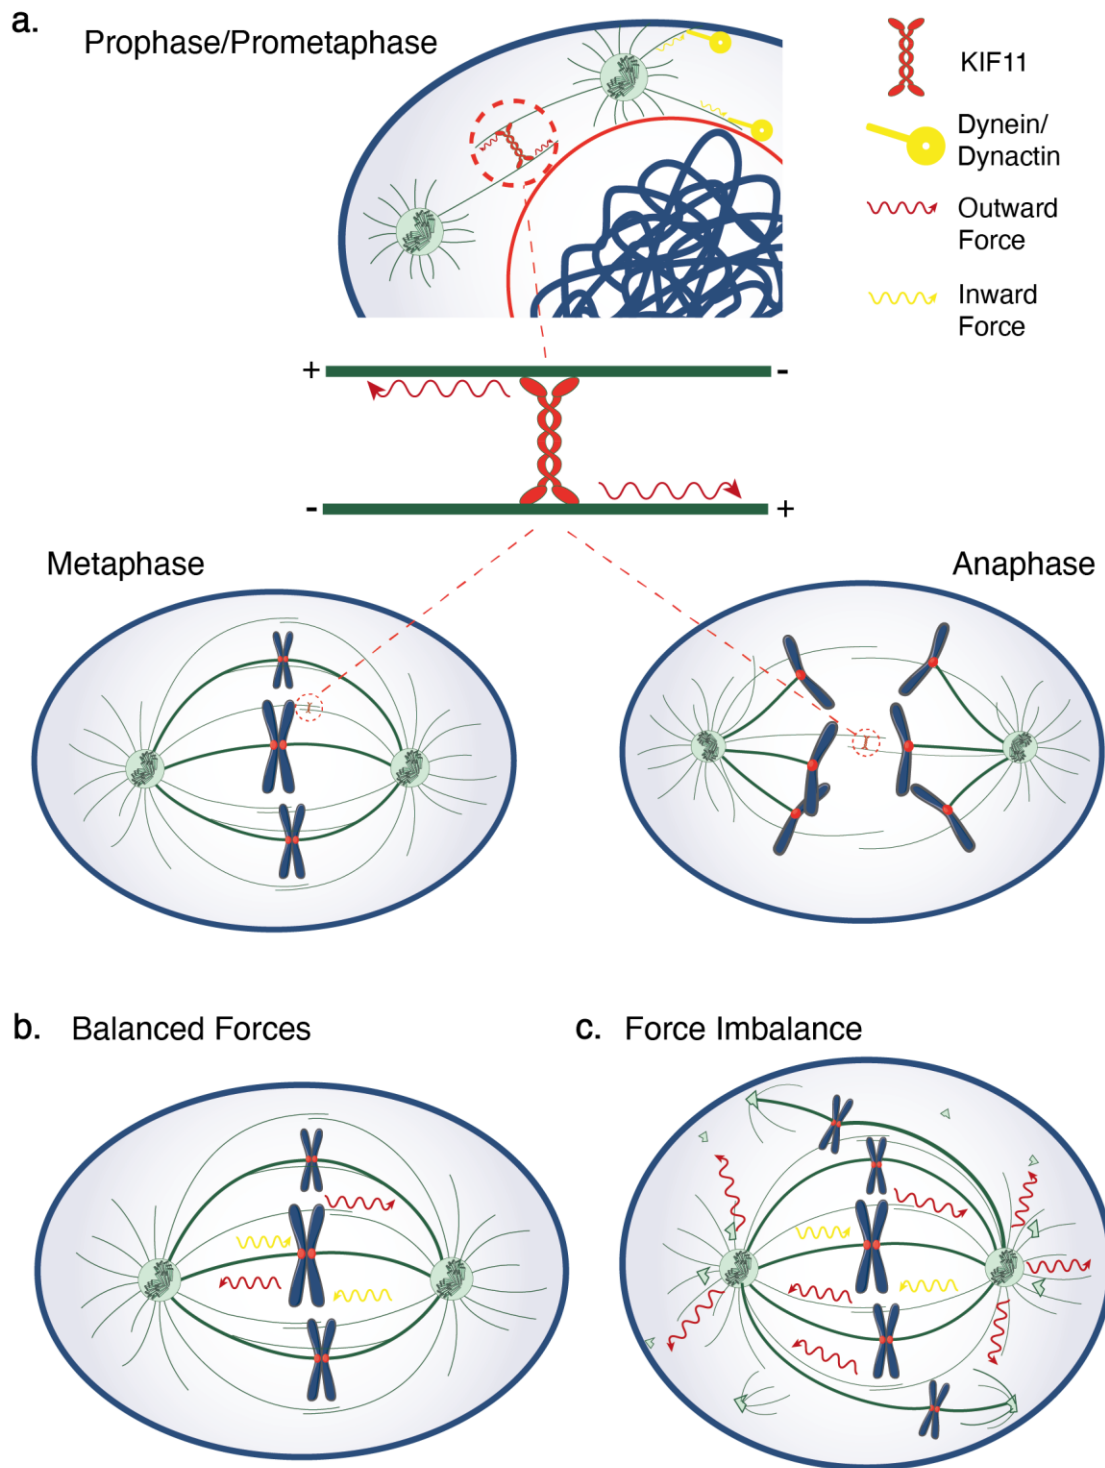 a.
Prophase/Prometaphase
KIF11
Dynein/
Dynactin
Outward
Force
Inward
Force
+ -
- +
Metaphase
Anaphase
b. Balanced Forces
c. Force Imbalance